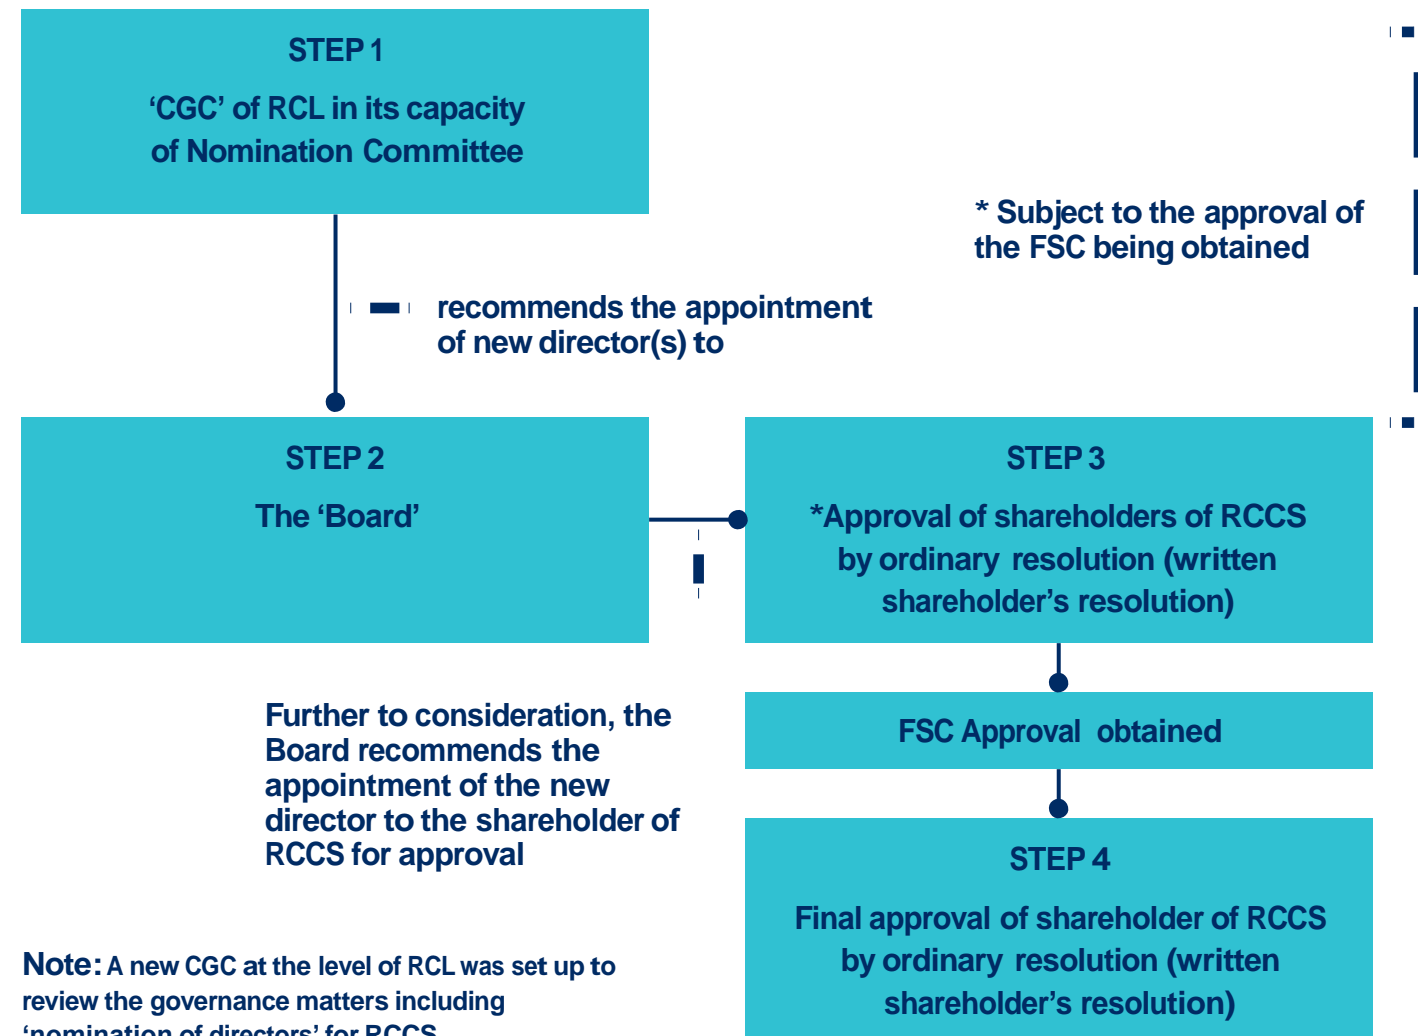 STEP 1
‘CGC’ of RCL in its capacity
of Nomination Committee
* Subject to the approval of
the FSC being obtained
recommends the appointment
of new director(s) to
STEP 2
The ‘Board’
STEP 3
*Approval of shareholders of RCCS
by ordinary resolution (written
shareholder’s resolution)
Further to consideration, the
Board recommends the
appointment of the new
director to the shareholder of
RCCS for approval
FSC Approval obtained
STEP 4
Final approval of shareholder of RCCS
by ordinary resolution (written
shareholder’s resolution)
Note: A new CGC at the level of RCL was set up to
review the governance matters including
‘nomination of directors’ for RCCS